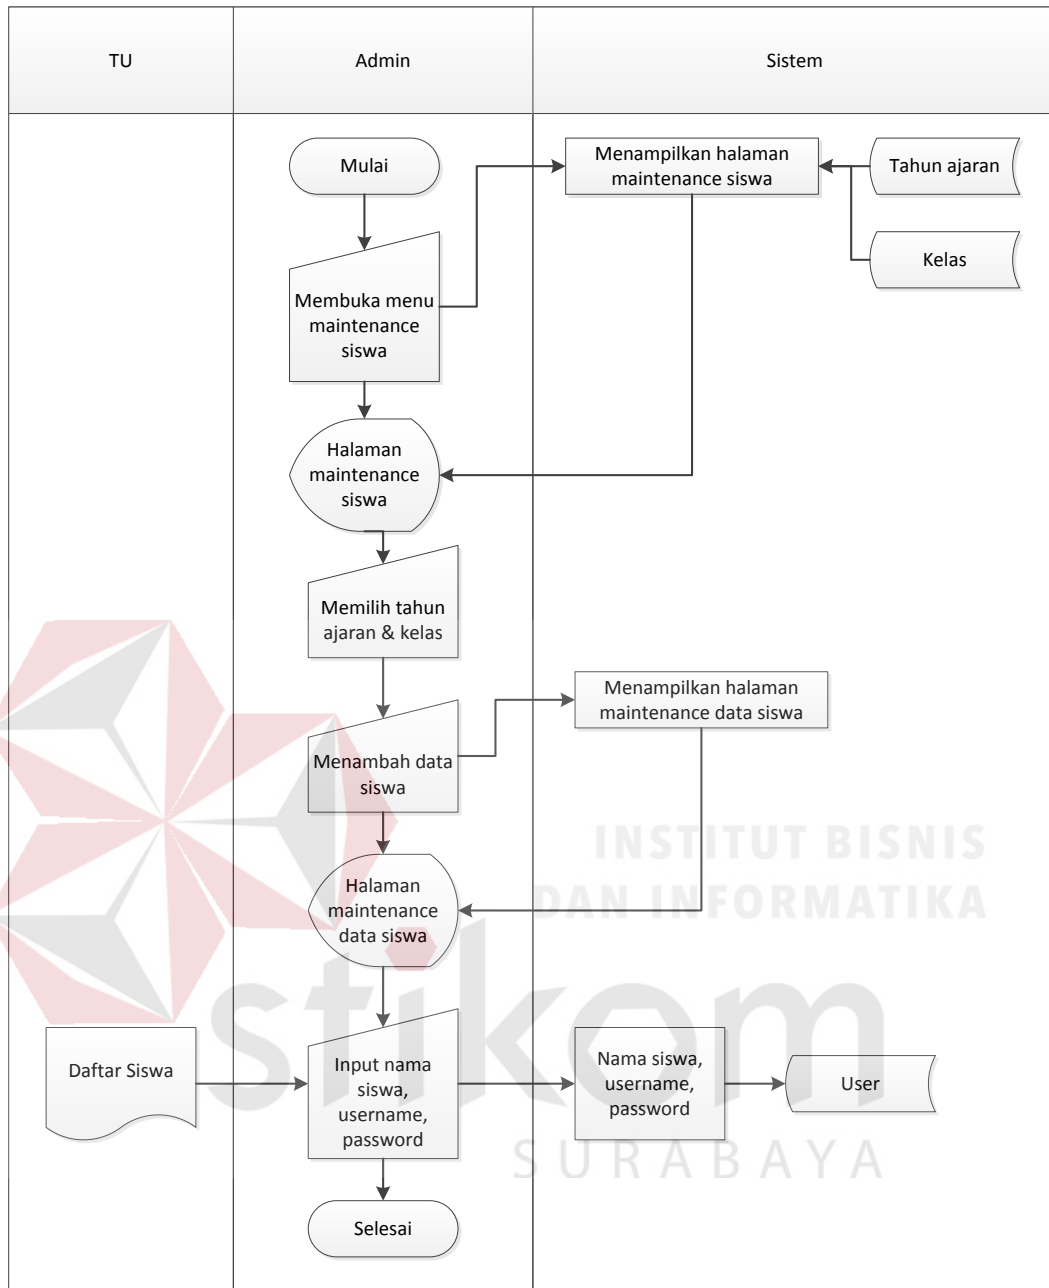 TU
Admin
Sistem
Mulai
Menampilkan halaman
maintenance siswa
Tahun ajaran
Kelas
Membuka menu
maintenance
siswa
Halaman
maintenance
siswa
Memilih tahun
ajaran & kelas
Menampilkan halaman
maintenance data siswa
Menambah data
siswa
Halaman
maintenance
data siswa
INSTITUT BISNIS
DAN INFORMATIKA
stikom
SURABAYA
Daftar Siswa
Input nama
siswa,
username,
password
Nama siswa,
username,
password
User
Selesai